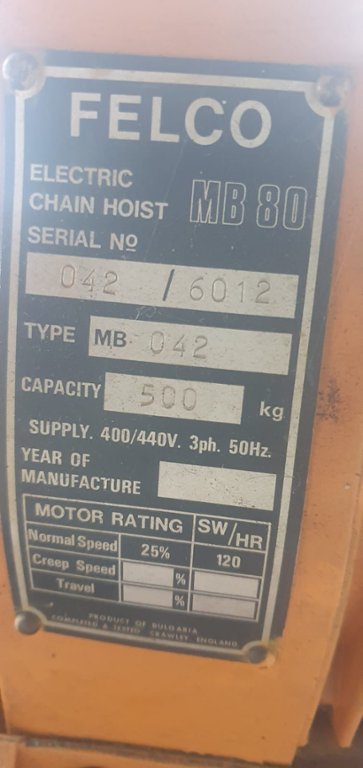 FELCO
ELECTRIC
CHAIN HOIST MB 80
SERIAL Nº
042 / 6012
TYPE MB 042
CAPACITY 500 kg
SUPPLY. 400/440V. 3ph. 50Hz.
YEAR OF
MANUFACTURE
MOTOR RATING SW/HR
Normal Speed 25% 120
Creep Speed %
Travel %
PRODUCT OF BULGARIA
COMPLETED & TESTED CRAWLEY, ENGLAND